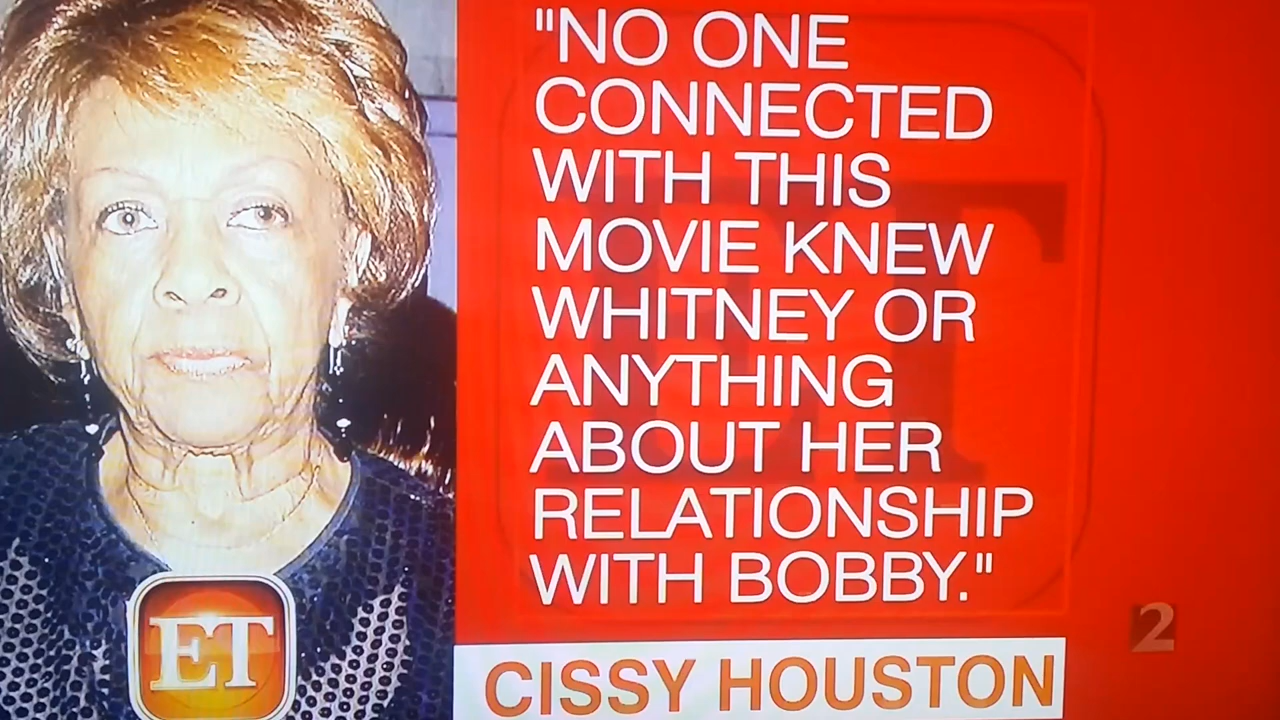 "NO ONE
CONNECTED
WITH THIS
MOVIE KNEW
WHITNEY OR
ANYTHING
ABOUT HER
RELATIONSHIP
WITH BOBBY."
CISSY HOUSTON
ET
ET
2